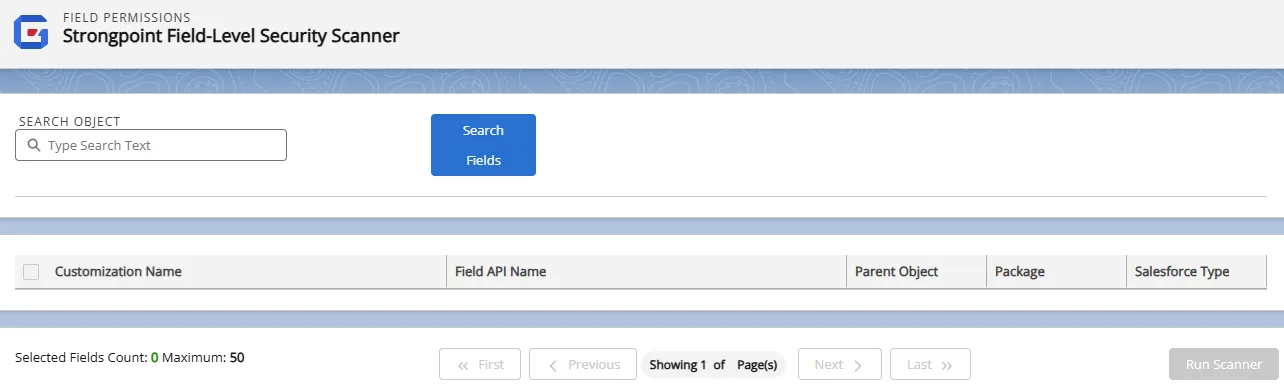 FIELD PERMISSIONS
Strongpoint Field-Level Security Scanner
SEARCH OBJECT
Type Search Text
Search
Fields
Customization Name Field API Name Parent Object Package Salesforce Type
Selected Fields Count: 0 Maximum: 50 « First < Previous Showing 1 of Page(s) Next > Last » Run Scanner